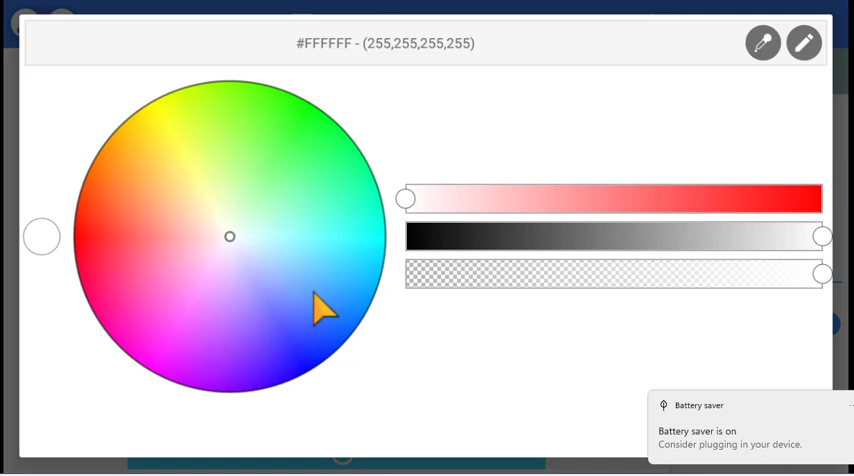 #FFFFFF - (255,255,255,255)
Battery saver
Battery saver is on
Consider plugging in your device.